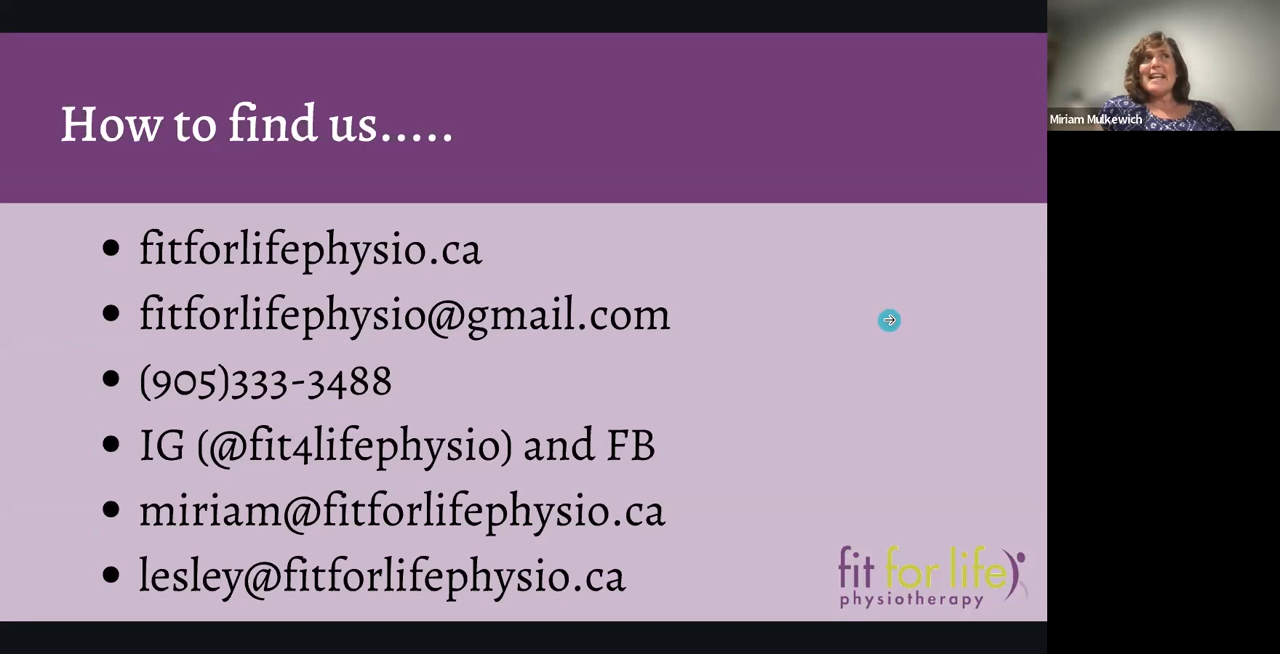 How to find us.....
fitforlifephysio.ca
fitforlifephysio@gmail.com
(905)333-3488
IG (@fit4lifephysio) and FB
miriam@fitforlifephysio.ca
lesley@fitforlifephysio.ca
fit for life
physiotherapy
Miriam Mulkewich